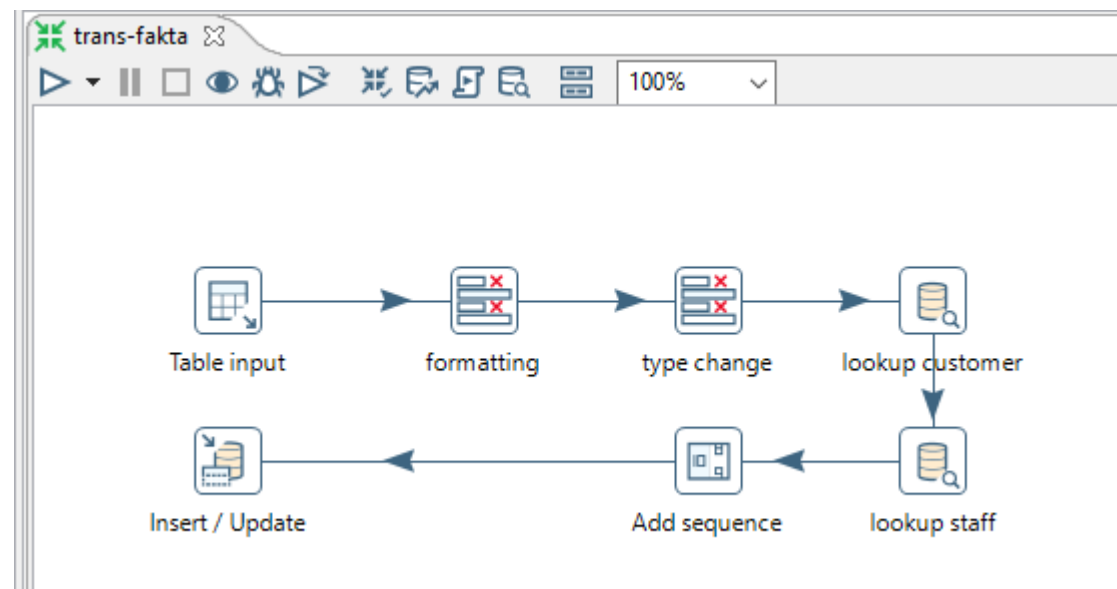 trans-fakta
100%
Table input
formatting
type change
lookup customer
Insert / Update
Add sequence
lookup staff